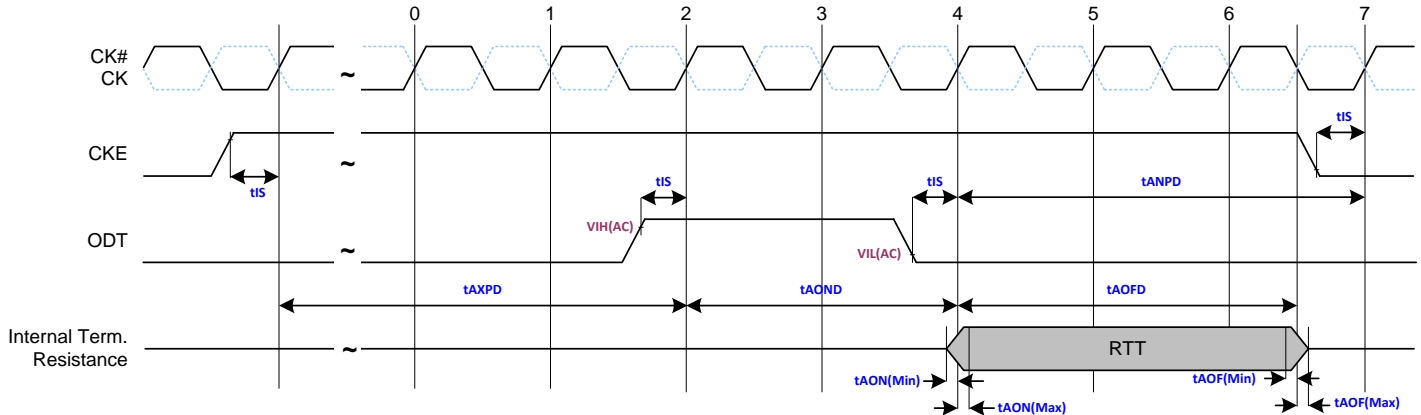 0 1 2 3 4 5 6 7
CK#
CK
~
CKE
~
tIS
tIS
tIS
tIS
tANPD
ODT
~
VIH(AC)
VIL(AC)
tAXPD
tAOND
tAOFD
Internal Term.
Resistance
~
RTT
tAON(Min)
tAON(Max)
tAOF(Min)
tAOF(Max)